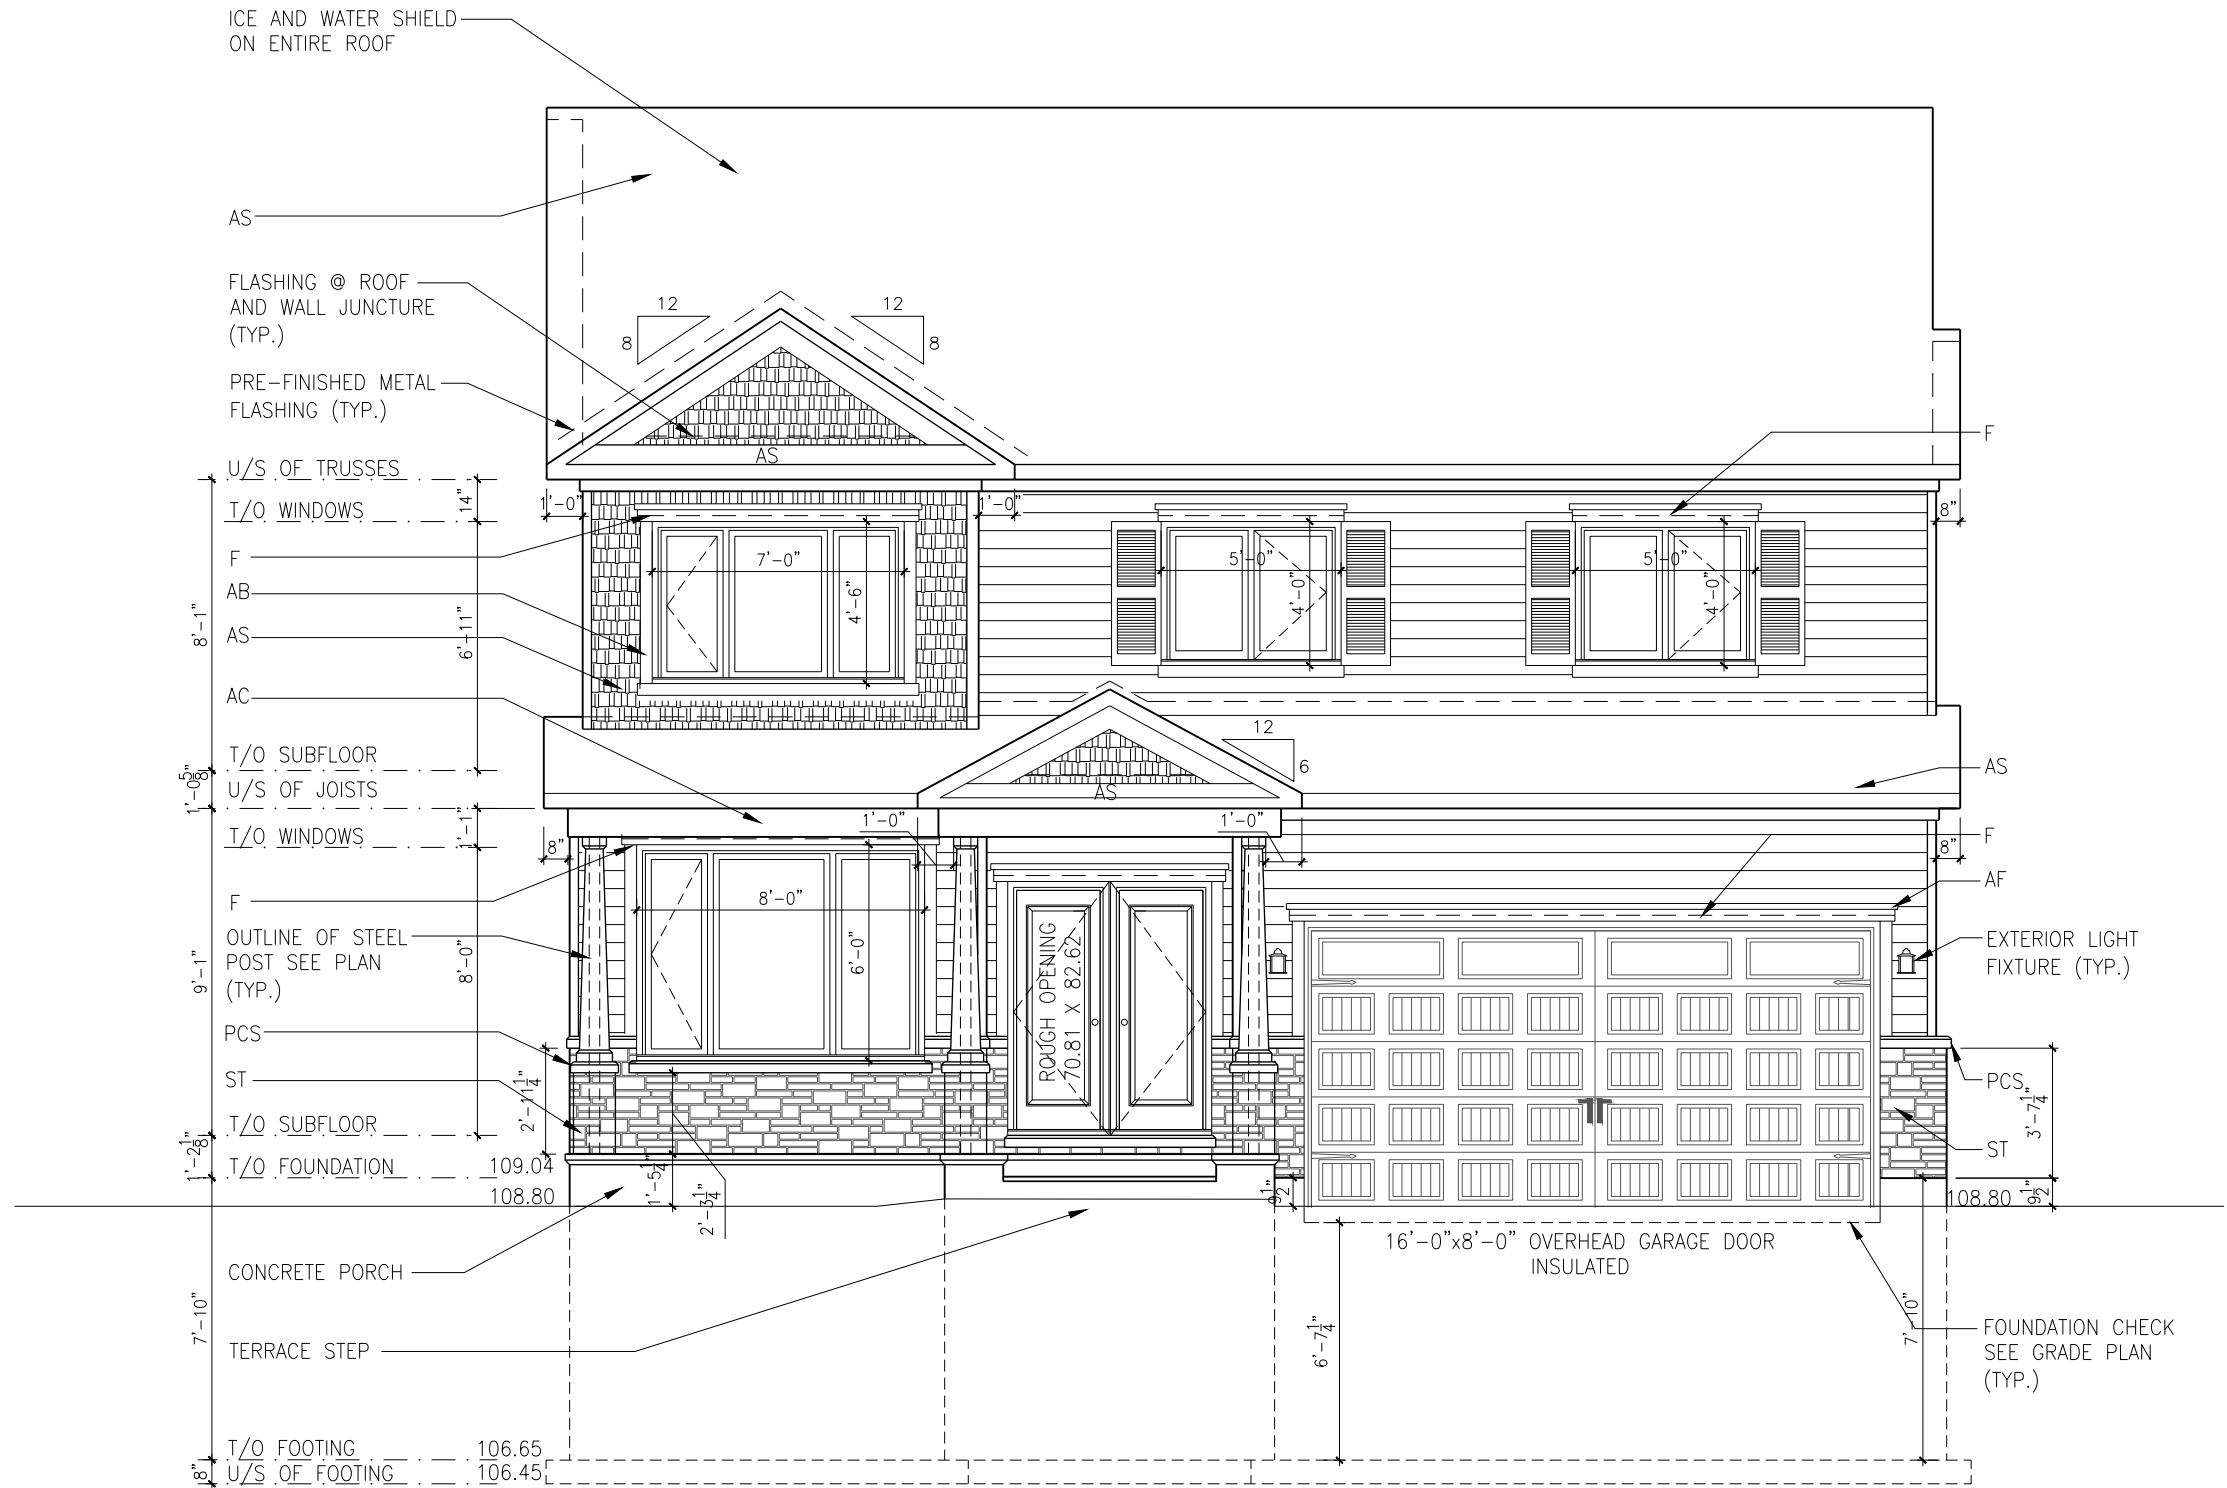 ICE AND WATER SHIELD
ON ENTIRE ROOF
AS
FLASHING @ ROOF
AND WALL JUNCTURE
(TYP.)
12
8
12
8
PRE-FINISHED METAL
FLASHING (TYP.)
F
AS
U/S OF TRUSSES
T/O WINDOWS
14"
1'-0"
1'-0"
8"
F
7'-0"
5'-0"
5'-0"
AB
4'-6"
4'-0"
4'-0"
8'-1"
6'-11"
AS
AC
12
6
T/O SUBFLOOR
1'-0 5/8"
U/S OF JOISTS
AS
AS
T/O WINDOWS
1'-1"
8"
1'-0"
1'-0"
F
8"
AF
F
8'-0"
6'-0"
ROUGH OPENING
70.81 X 82.62
OUTLINE OF STEEL
POST SEE PLAN
(TYP.)
9'-1"
8'-0"
EXTERIOR LIGHT
FIXTURE (TYP.)
PCS
ST
2'-11 1/4"
PCS
3'-7 1/4"
ST
T/O SUBFLOOR
1'-2 1/8"
T/O FOUNDATION
109.04
108.80
1'-5 1/4"
2'-3 1/4"
9 1/2"
108.80
9 1/2"
16'-0"x8'-0" OVERHEAD GARAGE DOOR
INSULATED
CONCRETE PORCH
7'-10"
TERRACE STEP
6'-7 1/4"
7'-10"
FOUNDATION CHECK
SEE GRADE PLAN
(TYP.)
T/O FOOTING
106.65
U/S OF FOOTING
106.45
8"